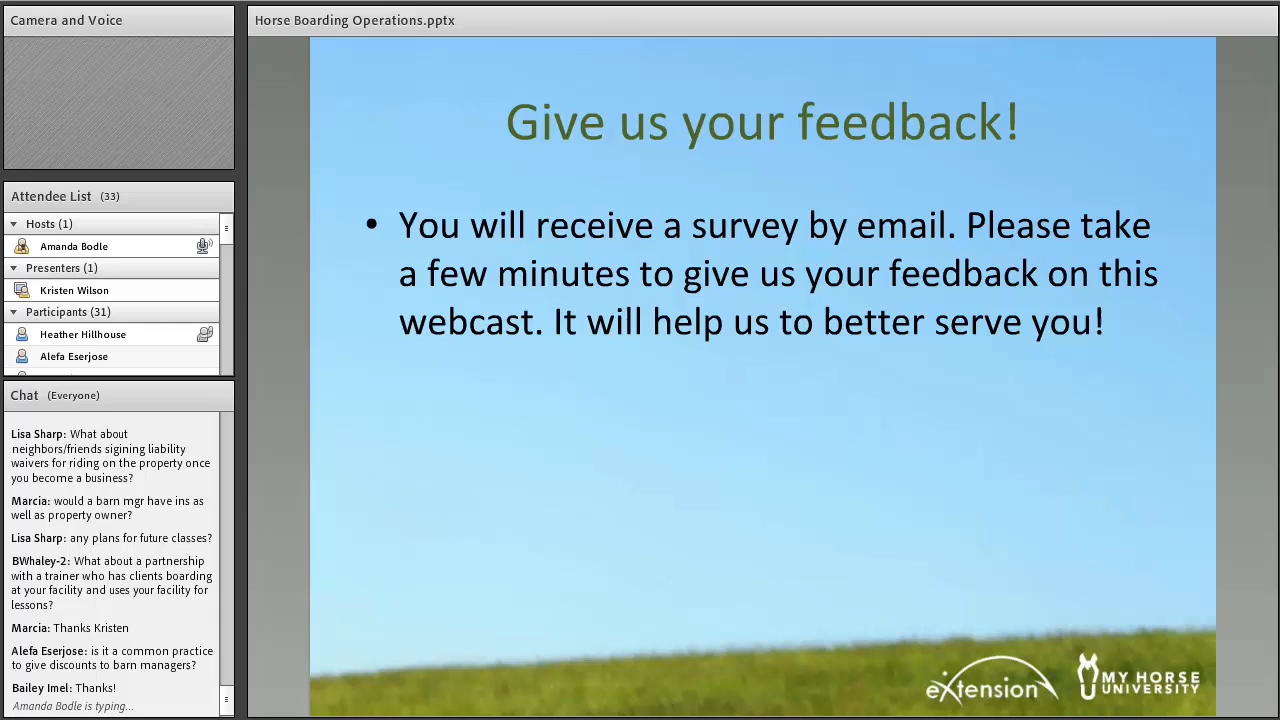 Camera and Voice
Horse Boarding Operations.pptx
Attendee List (33)
Hosts (1)
Amanda Bodle
Presenters (1)
Kristen Wilson
Participants (31)
Heather Hillhouse
Alefa Eserjose
Chat (Everyone)
Lisa Sharp: What about
neighbors/friends sigining liability
waivers for riding on the property once
you become a business?
Marcia: would a barn mgr have ins as
well as property owner?
Lisa Sharp: any plans for future classes?
BWhaley-2: What about a partnership
with a trainer who has clients boarding
at your facility and uses your facility for
lessons?
Marcia: Thanks Kristen
Alefa Eserjose: is it a common practice
to give discounts to barn managers?
Bailey Imel: Thanks!
Amanda Bodle is typing...
Give us your feedback!
• You will receive a survey by email. Please take
a few minutes to give us your feedback on this
webcast. It will help us to better serve you!
eXtension
MY HORSE
UNIVERSITY